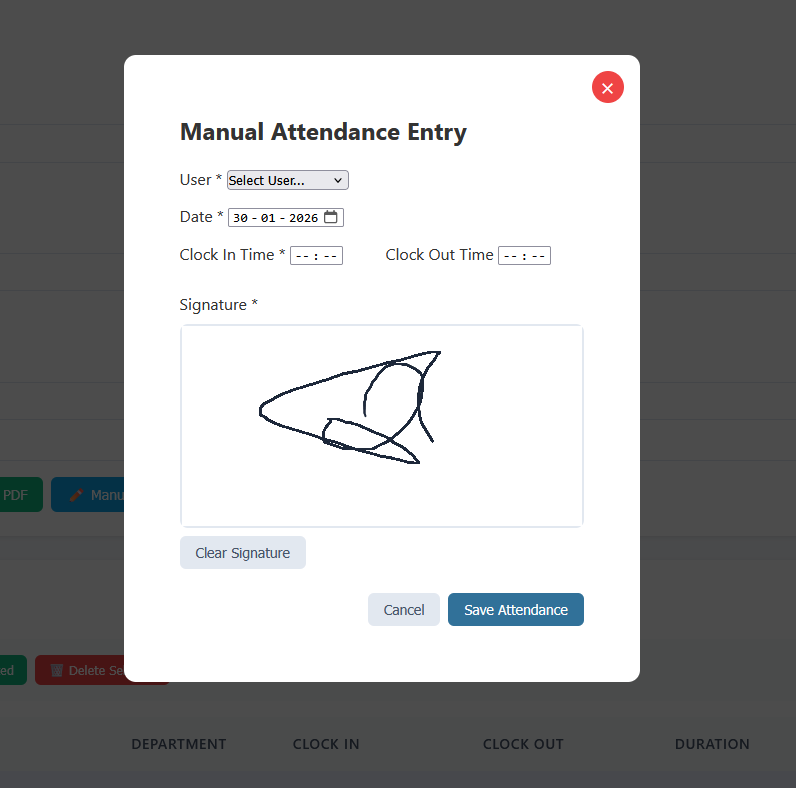 Manual Attendance Entry
User * Select User...
Date * 30-01-2026
Clock In Time * --:-- Clock Out Time --:--
Signature *
PDF Manu
Clear Signature
Cancel Save Attendance
ed Delete Se
DEPARTMENT CLOCK IN CLOCK OUT DURATION